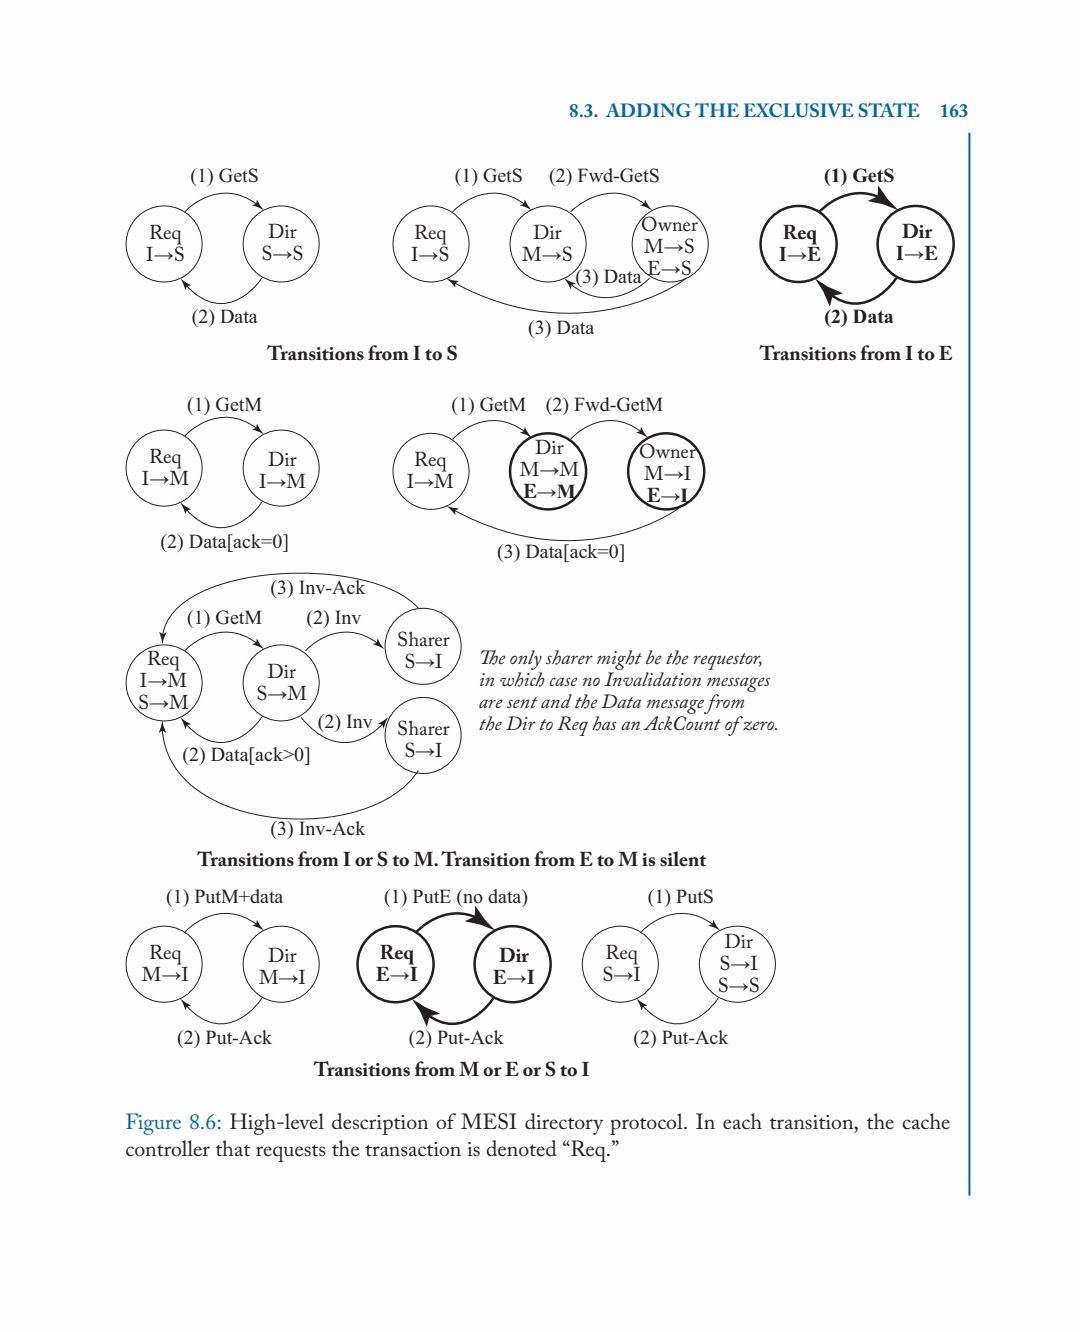 8.3. ADDING THE EXCLUSIVE STATE 163
(1) GetS
Req
I→S
Dir
S→S
(2) Data
(1) GetS (2) Fwd-GetS
Req
I→S
Dir
M→S
Owner
M→S
E→S
(3) Data
(3) Data
Transitions from I to S
(1) GetS
Req
I→E
Dir
I→E
(2) Data
Transitions from I to E
(1) GetM
Req
I→M
Dir
I→M
(2) Data[ack=0]
(1) GetM (2) Fwd-GetM
Req
I→M
Dir
M→M
E→M
Owner
M→I
E→I
(3) Data[ack=0]
(3) Inv-Ack
(1) GetM (2) Inv
Req
I→M
S→M
Dir
S→M
Sharer
S→I
(2) Inv
Sharer
S→I
(2) Data[ack>0]
(3) Inv-Ack
The only sharer might be the requestor,
in which case no Invalidation messages
are sent and the Data message from
the Dir to Req has an AckCount of zero.
Transitions from I or S to M. Transition from E to M is silent
(1) PutM+data
Req
M→I
Dir
M→I
(2) Put-Ack
(1) PutE (no data)
Req
E→I
Dir
E→I
(2) Put-Ack
(1) PutS
Req
S→I
Dir
S→I
S→S
(2) Put-Ack
Transitions from M or E or S to I
Figure 8.6: High-level description of MESI directory protocol. In each transition, the cache
controller that requests the transaction is denoted “Req.”